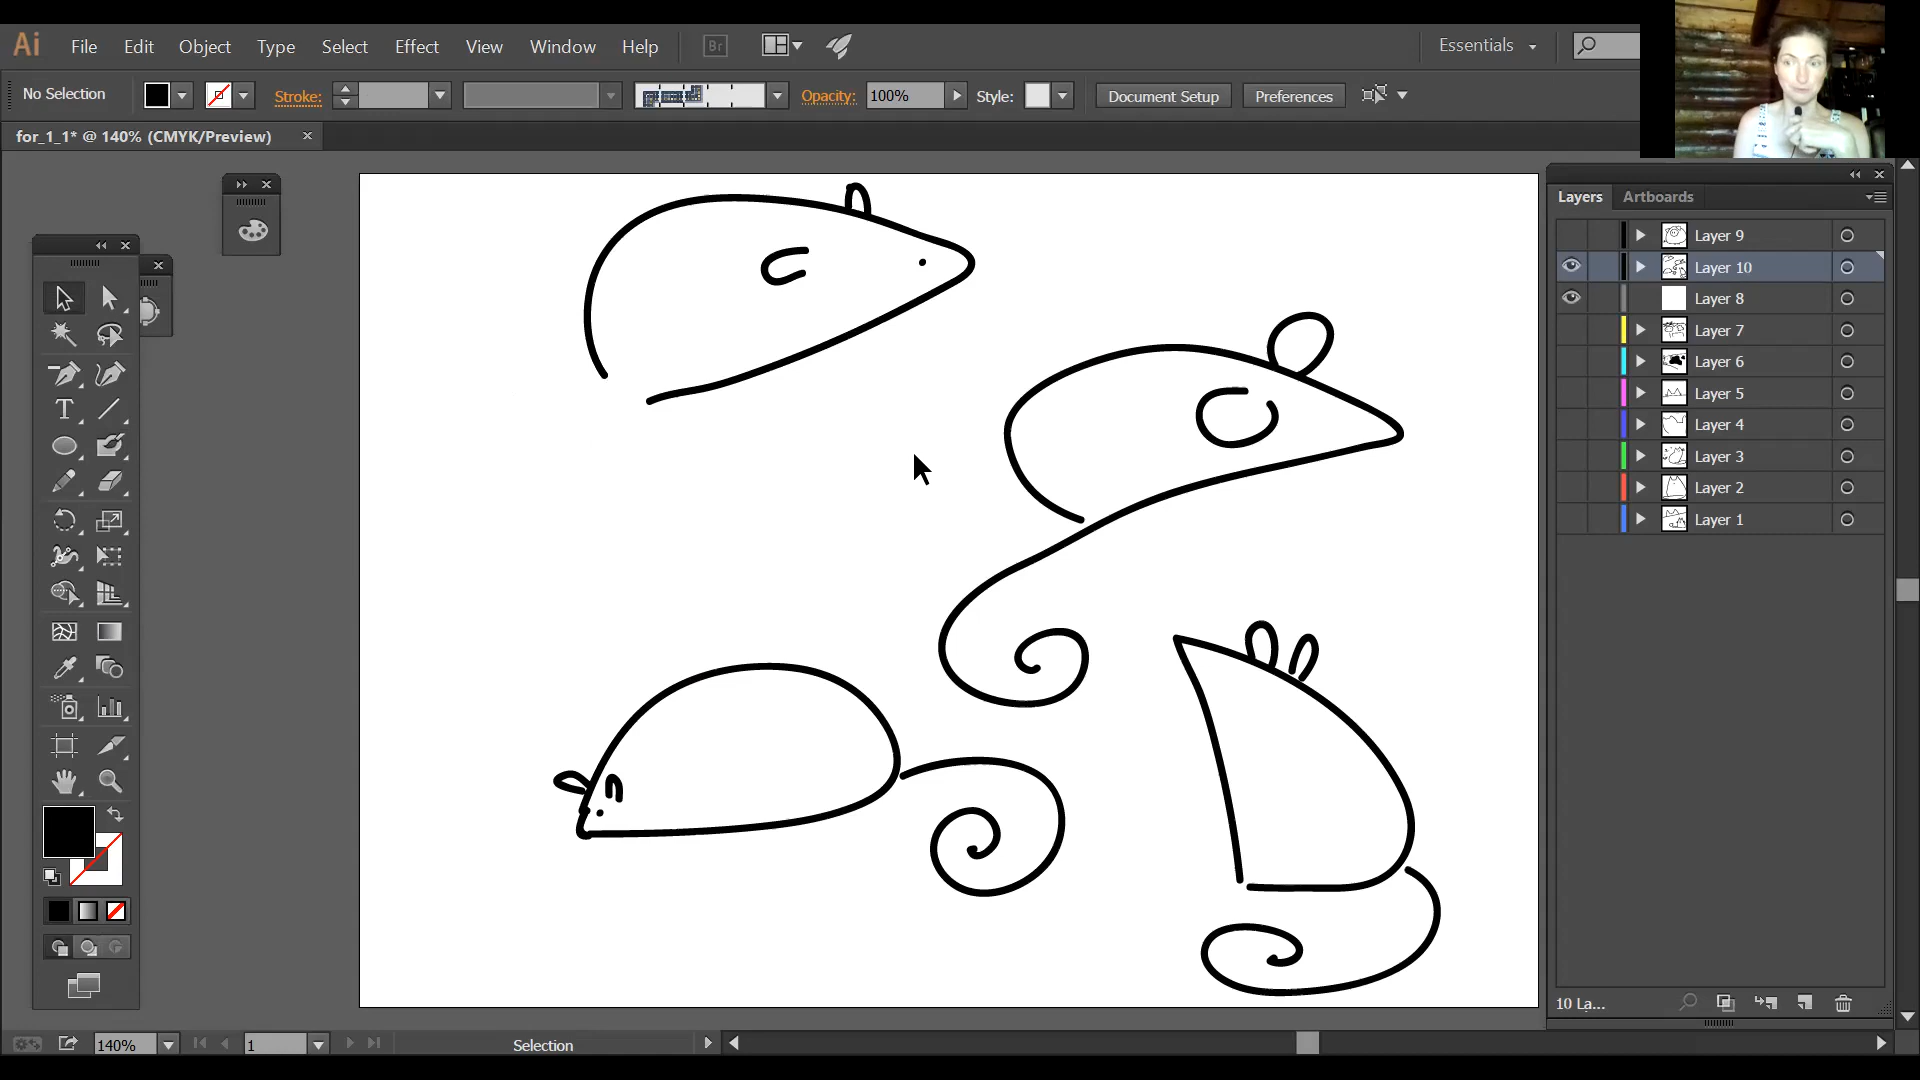 Ai File Edit Object Type Select Effect View Window Help Br Essentials
No Selection Stroke: Opacity: 100% Style: Document Setup Preferences
for_1_1* @ 140% (CMYK/Preview)
Layers Artboards
Layer 9
Layer 10
Layer 8
Layer 7
Layer 6
Layer 5
Layer 4
Layer 3
Layer 2
Layer 1
10 La...
140% 1 Selection